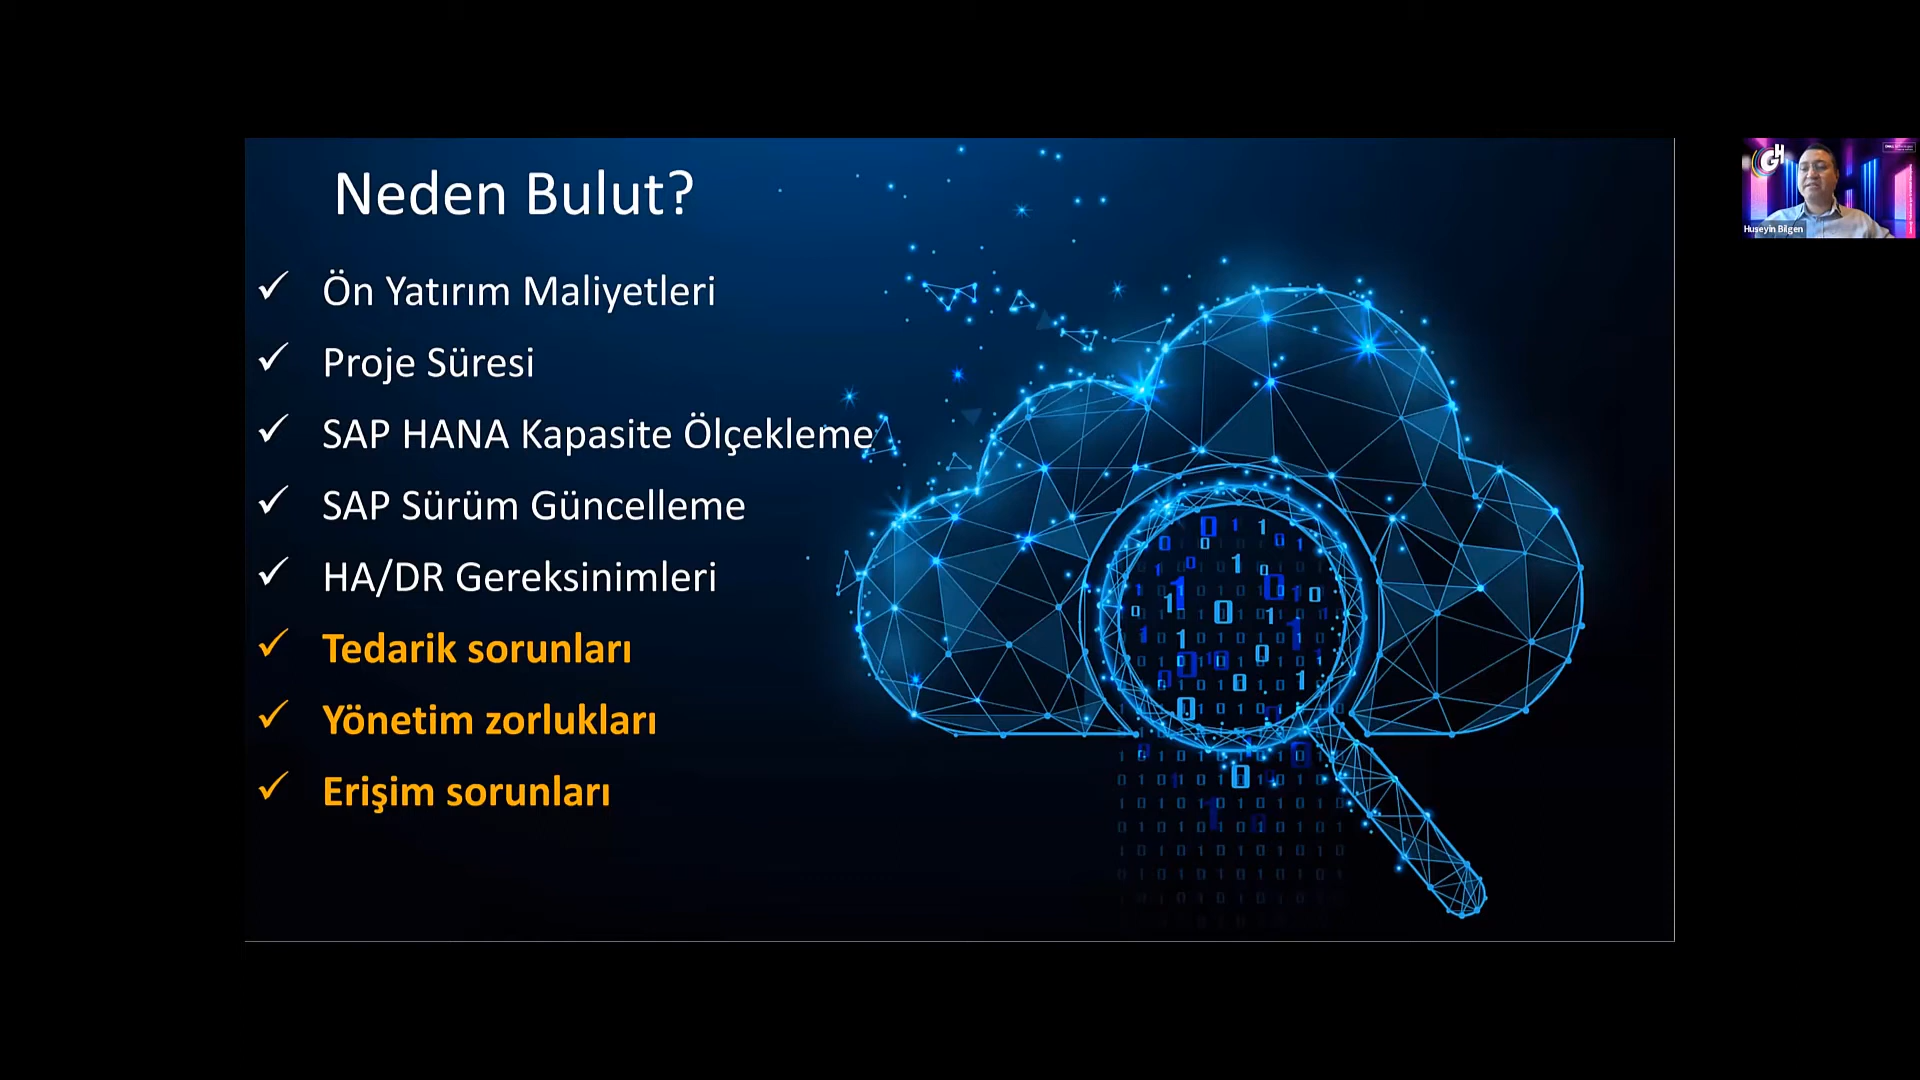 Neden Bulut?
Ön Yatırım Maliyetleri
Proje Süresi
SAP HANA Kapasite Ölçekleme
SAP Sürüm Güncelleme
HA/DR Gereksinimleri
Tedarik sorunları
Yönetim zorlukları
Erişim sorunları
GH
Huseyin Bilgen